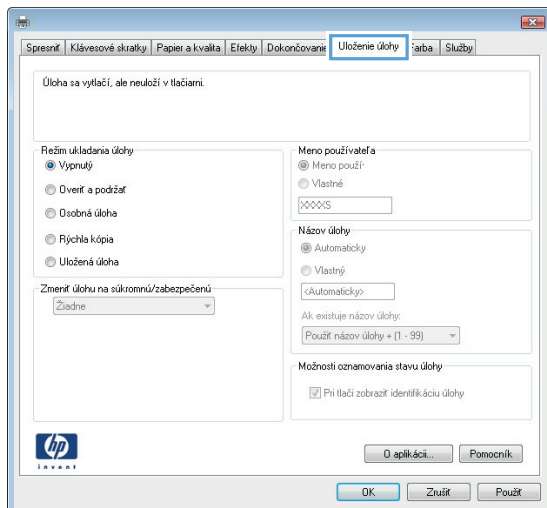 Spresniť Klávesové skratky Papier a kvalita Efekty Dokončovanie Uloženie úlohy Farba Služby
Úloha sa vytlačí, ale neuloží v tlačiarni.
Režim ukladania úlohy
Vypnutý
Overiť a podržať
Osobná úloha
Rýchla kópia
Uložená úloha
Zmeniť úlohu na súkromnú/zabezpečenú
Žiadne
Meno používateľa
Meno použí
Vlastné
XXXXS
Názov úlohy
Automaticky
Vlastný
<Automaticky>
Ak existuje názov úlohy:
Použiť názov úlohy + (1 - 99)
Možnosti oznamovania stavu úlohy
Pri tlači zobraziť identifikáciu úlohy
hp
invent
O aplikácii... Pomocník
OK Zrušiť Použiť